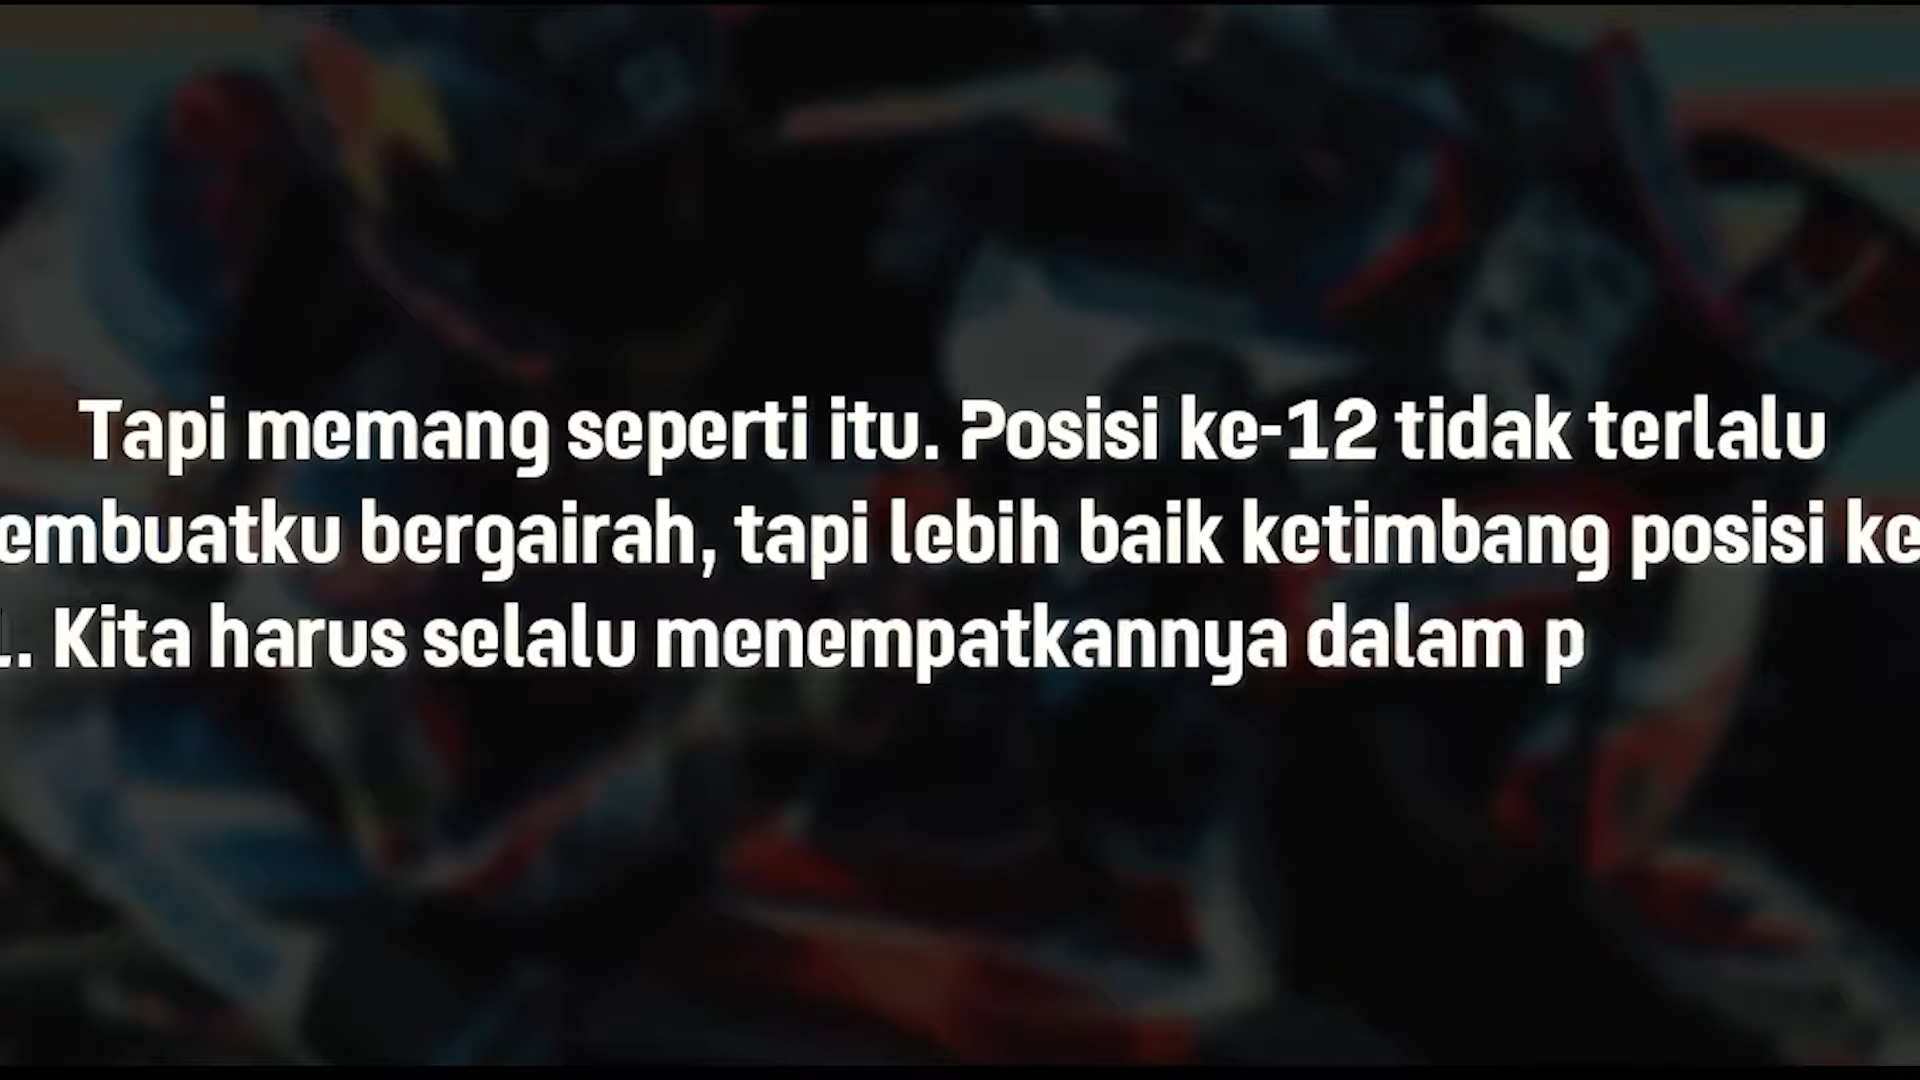 Tapi memang seperti itu. Posisi ke-12 tidak terlalu
embuatku bergairah, tapi lebih baik ketimbang posisi ke
. Kita harus selalu menempatkannya dalam p